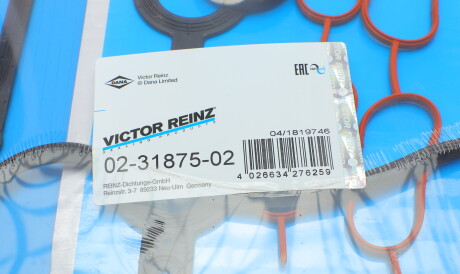 DANA
Victor Reinz
© Dana Limited
EAC
VICTOR REINZ
04/1819746
02-31875-02
4 026634 276259
REINZ-Dichtungs-GmbH
Reinzstr. 3-7 89233 Neu-Ulm Germany